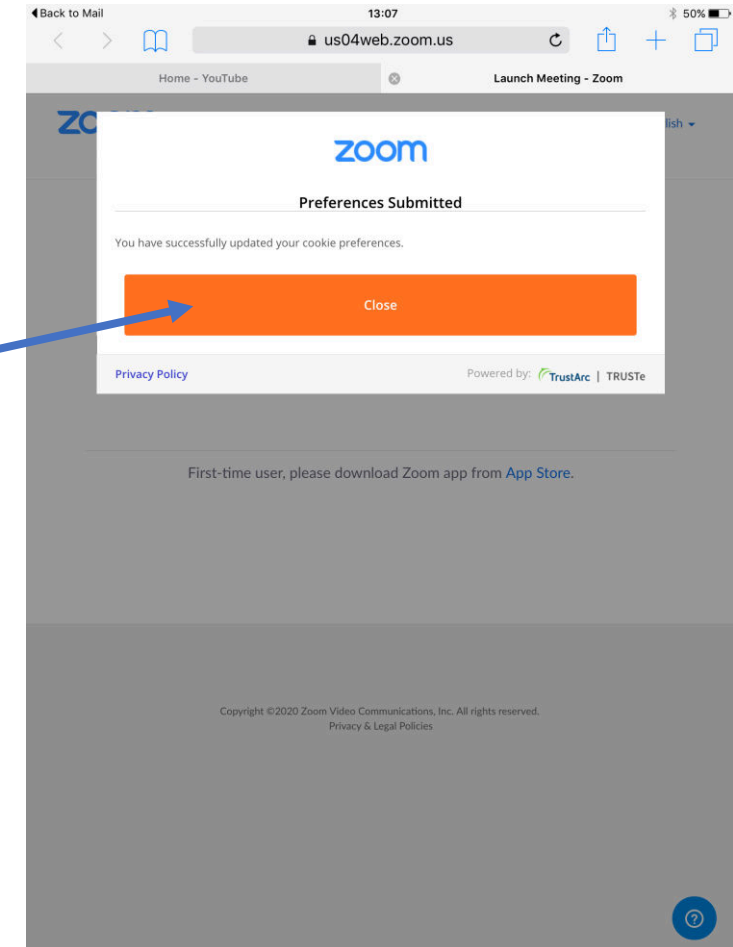 Back to Mail 13:07 50%
us04web.zoom.us
Home - YouTube Launch Meeting - Zoom
zoom
Preferences Submitted
You have successfully updated your cookie preferences.
Close
Privacy Policy Powered by: TrustArc | TRUSTe
First-time user, please download Zoom app from App Store.
Copyright ©2020 Zoom Video Communications, Inc. All rights reserved.
Privacy & Legal Policies